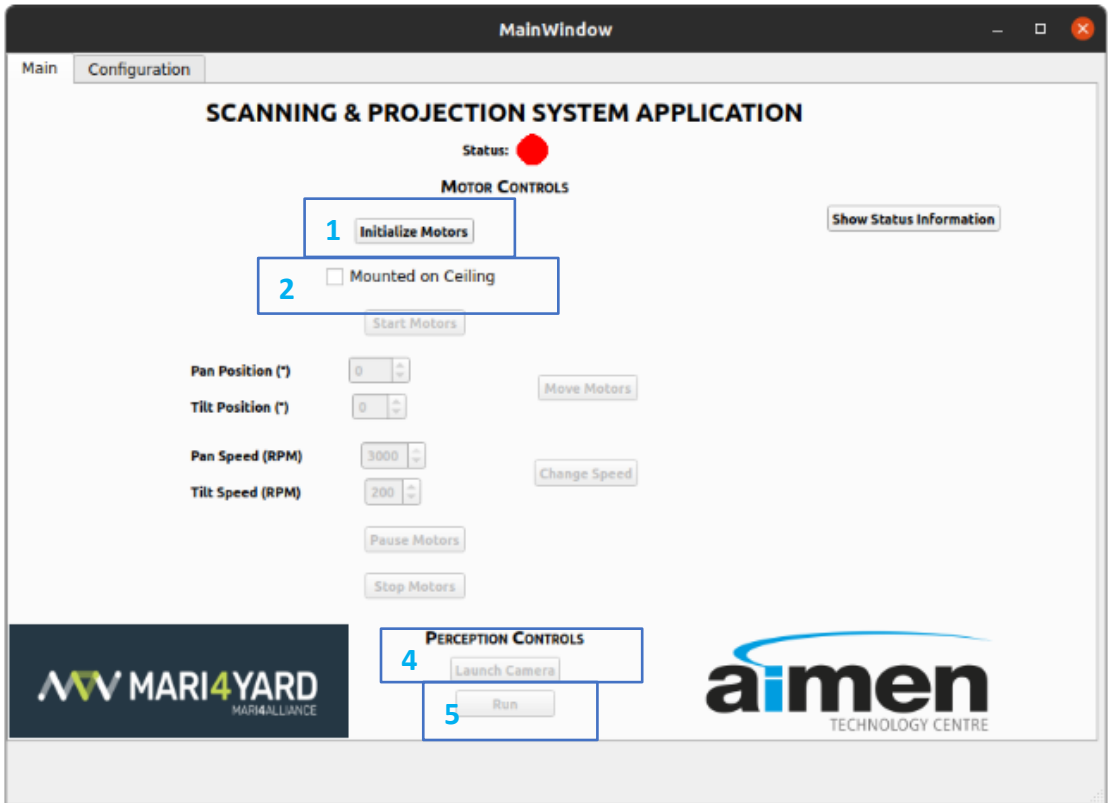 MainWindow
Main
Configuration
SCANNING & PROJECTION SYSTEM APPLICATION
Status:
MOTOR CONTROLS
1 Initialize Motors
Show Status Information
2 Mounted on Ceiling
Start Motors
Pan Position (°) 0
Move Motors
Tilt Position (°) 0
Pan Speed (RPM) 3000
Change Speed
Tilt Speed (RPM) 200
Pause Motors
Stop Motors
PERCEPTION CONTROLS
4 Launch Camera
5 Run
MARI4YARD
MARI4ALLIANCE
aimen
TECHNOLOGY CENTRE